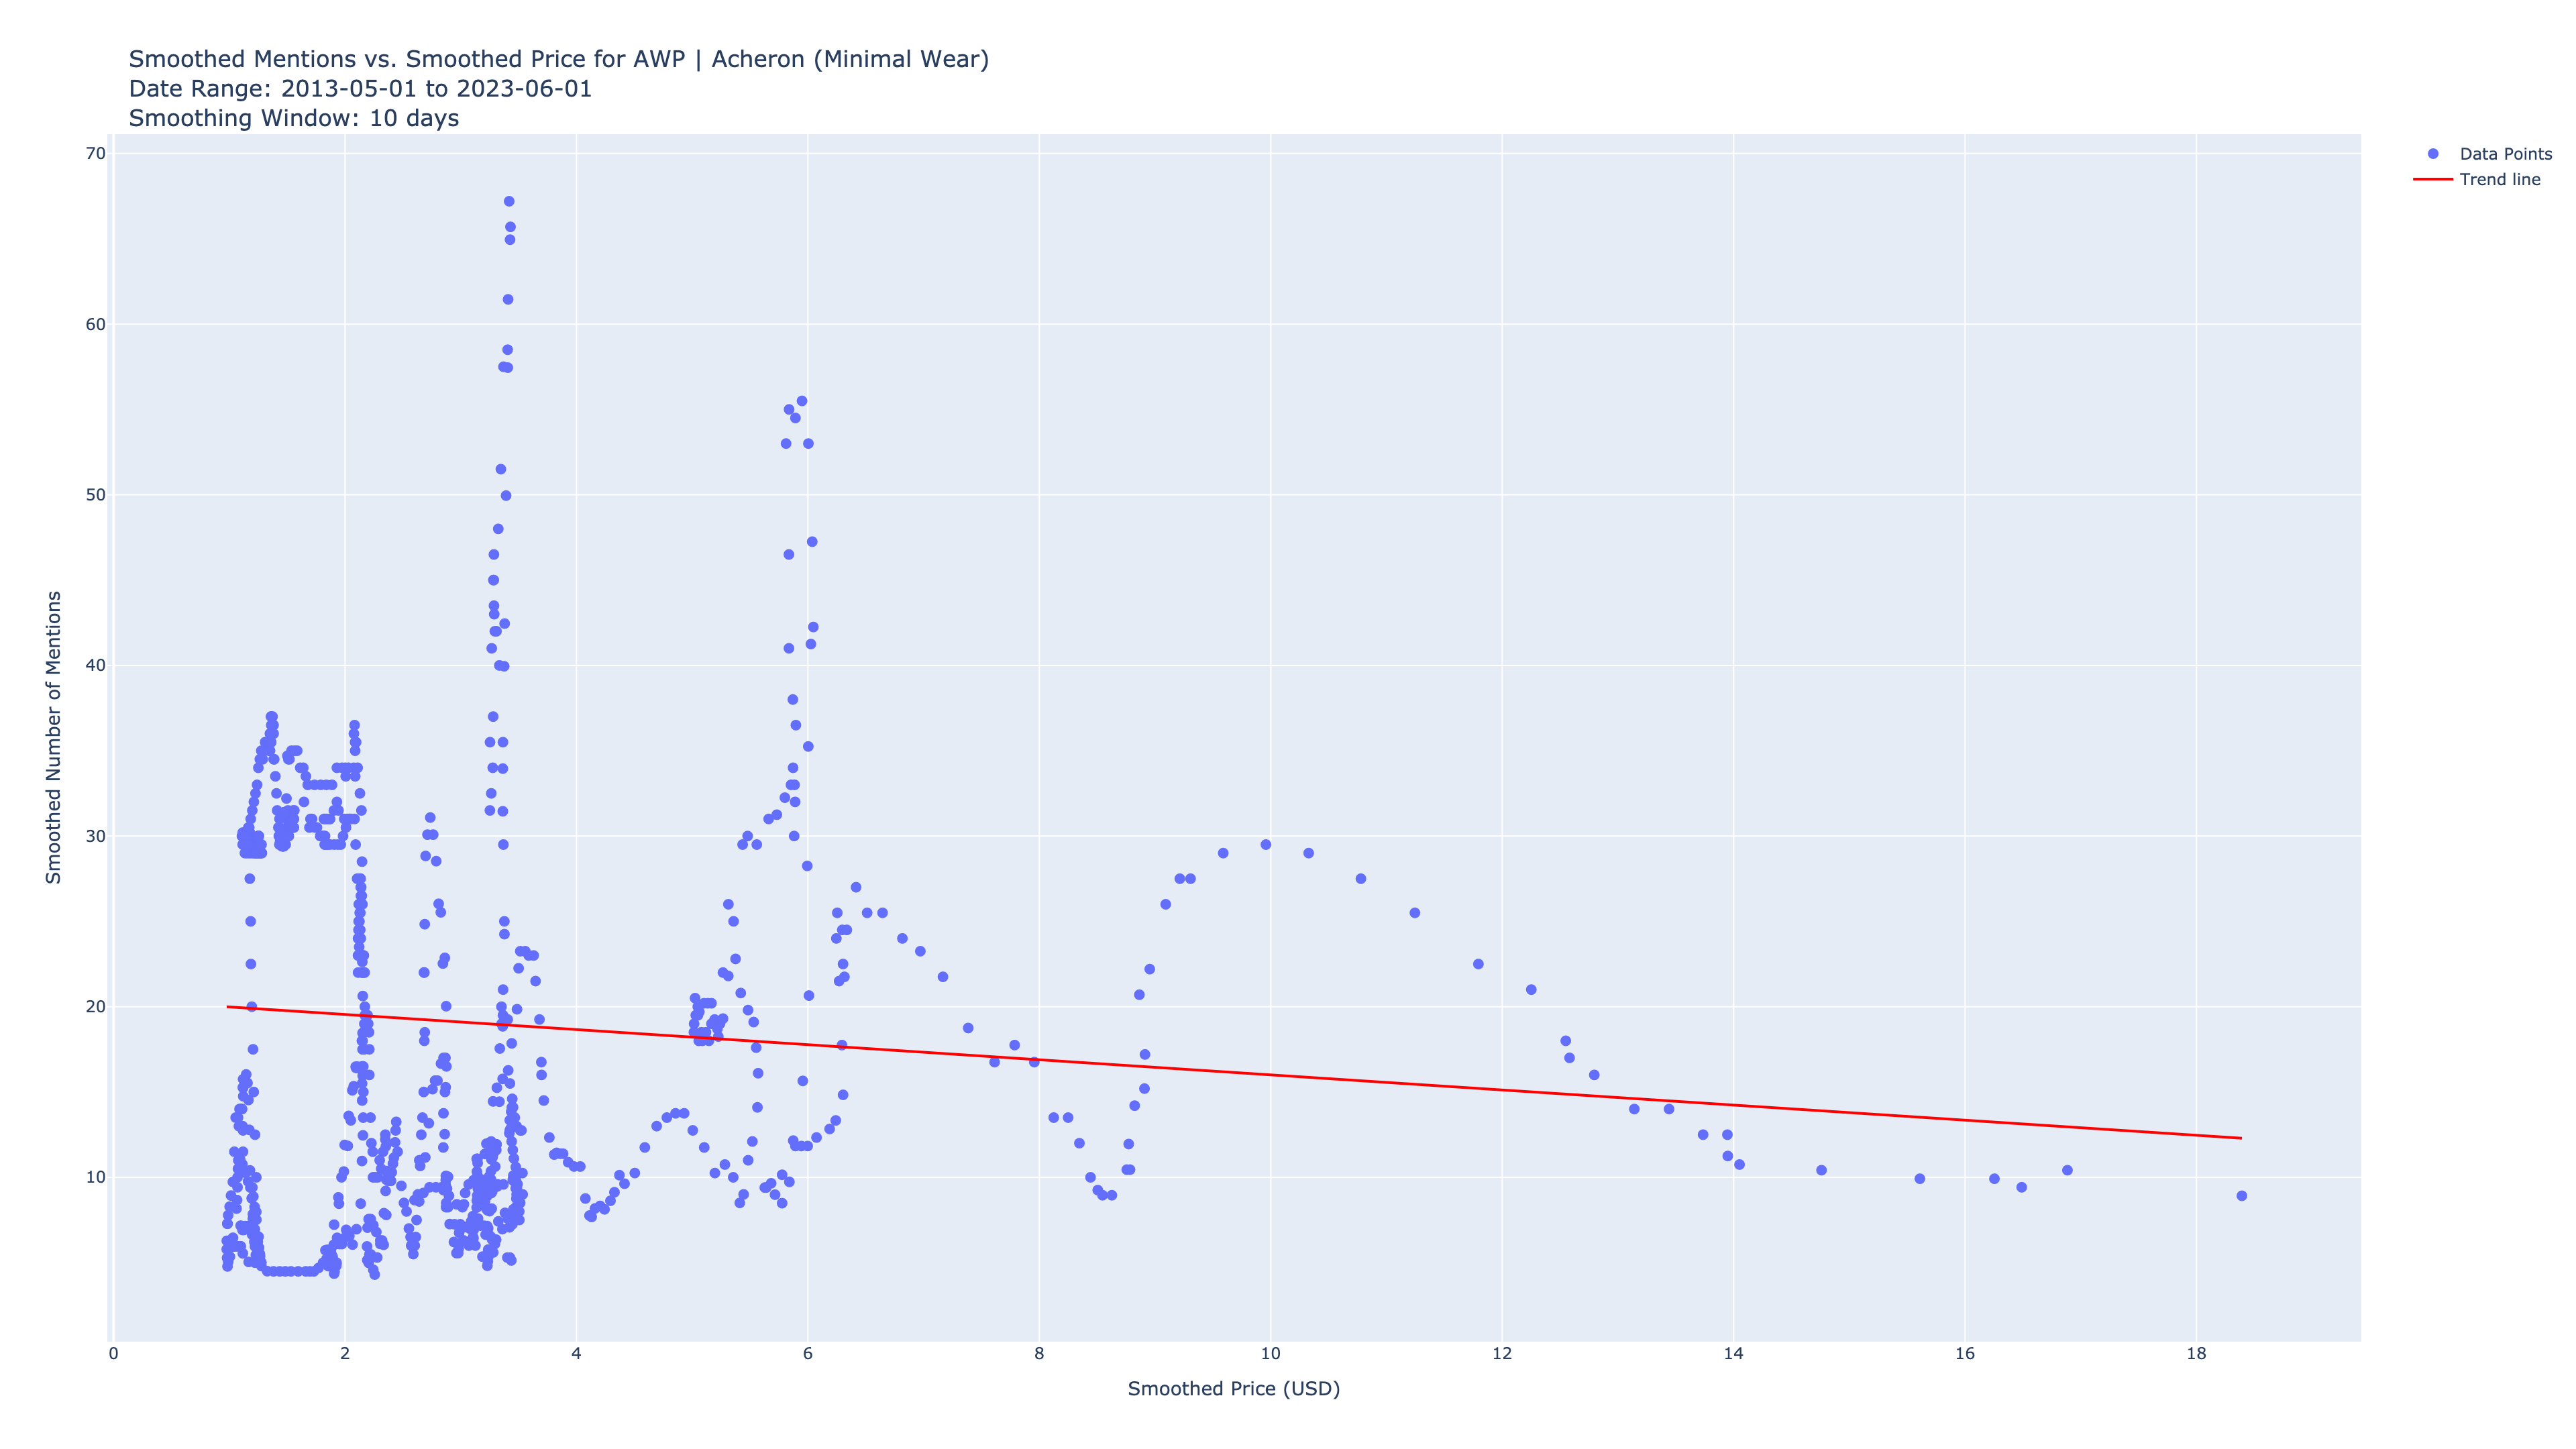 Smoothed Mentions vs. Smoothed Price for AWP | Acheron (Minimal Wear)
Date Range: 2013-05-01 to 2023-06-01
Smoothing Window: 10 days
Data Points
Trend line
70
60
50
40
30
20
10
Smoothed Number of Mentions
0 2 4 6 8 10 12 14 16 18
Smoothed Price (USD)